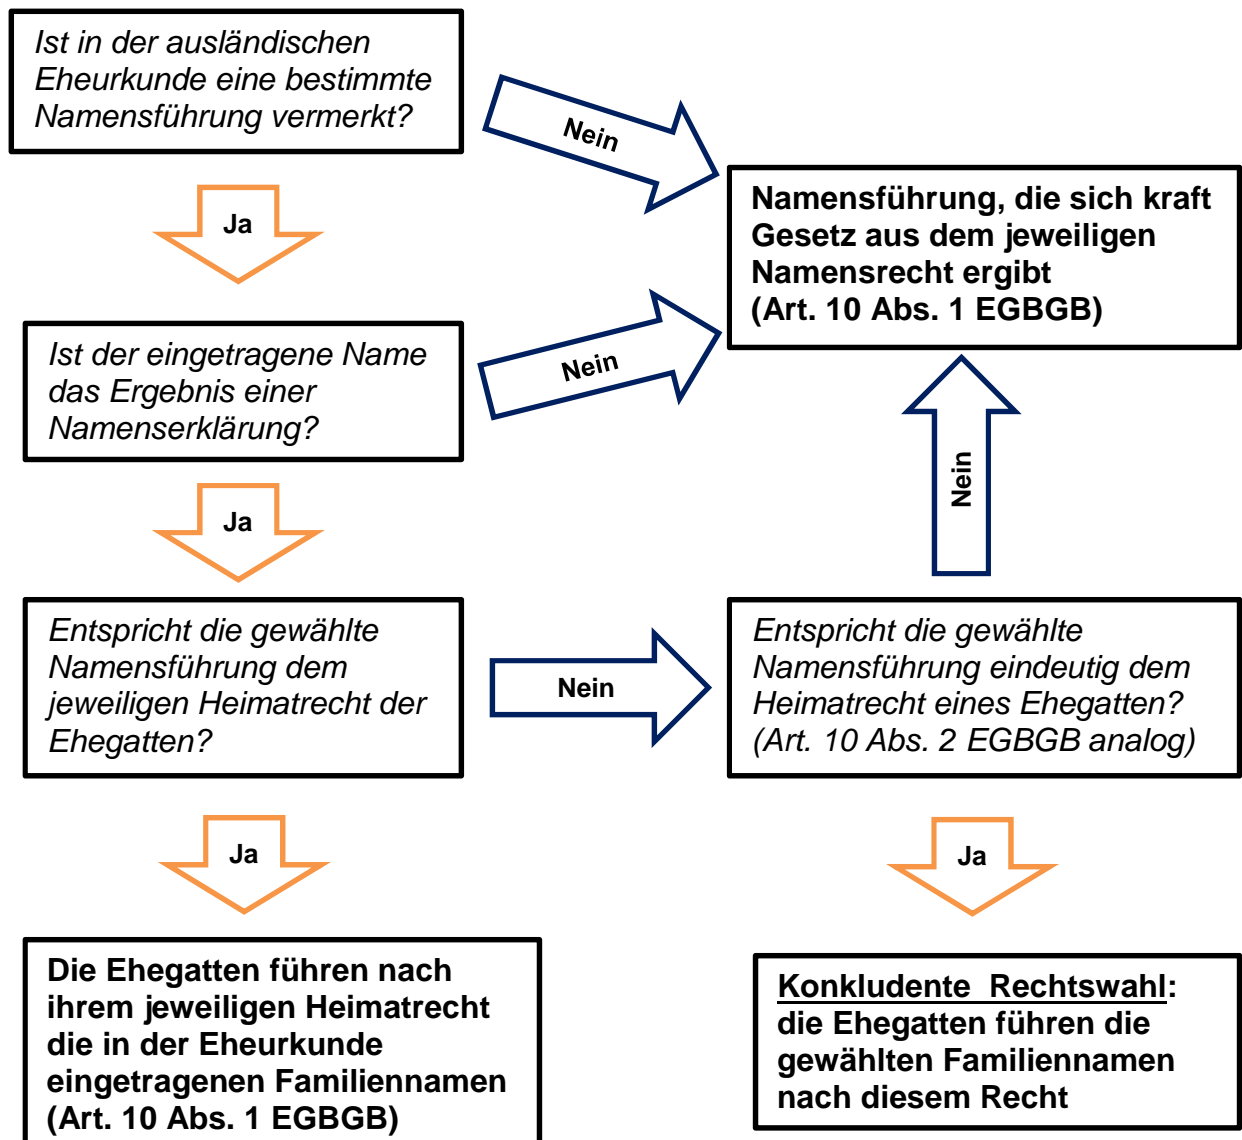 Ist in der ausländischen
Eheurkunde eine bestimmte
Namensführung vermerkt?
Nein
Namensführung, die sich kraft
Gesetz aus dem jeweiligen
Namensrecht ergibt
(Art. 10 Abs. 1 EGBGB)
Ja
Ist der eingetragene Name
das Ergebnis einer
Namenserklärung?
Nein
Nein
Ja
Entspricht die gewählte
Namensführung dem
jeweiligen Heimatrecht der
Ehegatten?
Nein
Entspricht die gewählte
Namensführung eindeutig dem
Heimatrecht eines Ehegatten?
(Art. 10 Abs. 2 EGBGB analog)
Ja
Ja
Die Ehegatten führen nach
ihrem jeweiligen Heimatrecht
die in der Eheurkunde
eingetragenen Familiennamen
(Art. 10 Abs. 1 EGBGB)
Konkludente Rechtswahl:
die Ehegatten führen die
gewählten Familiennamen
nach diesem Recht